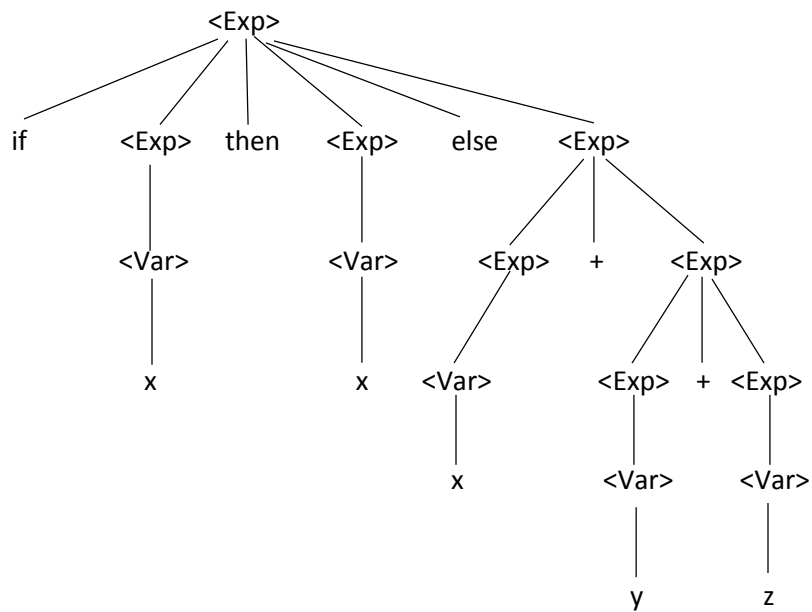 <Exp>
if <Exp> then <Exp> else <Exp>
<Var> <Var> <Exp> + <Exp>
x x <Var> <Exp> + <Exp>
x <Var> <Var>
y z